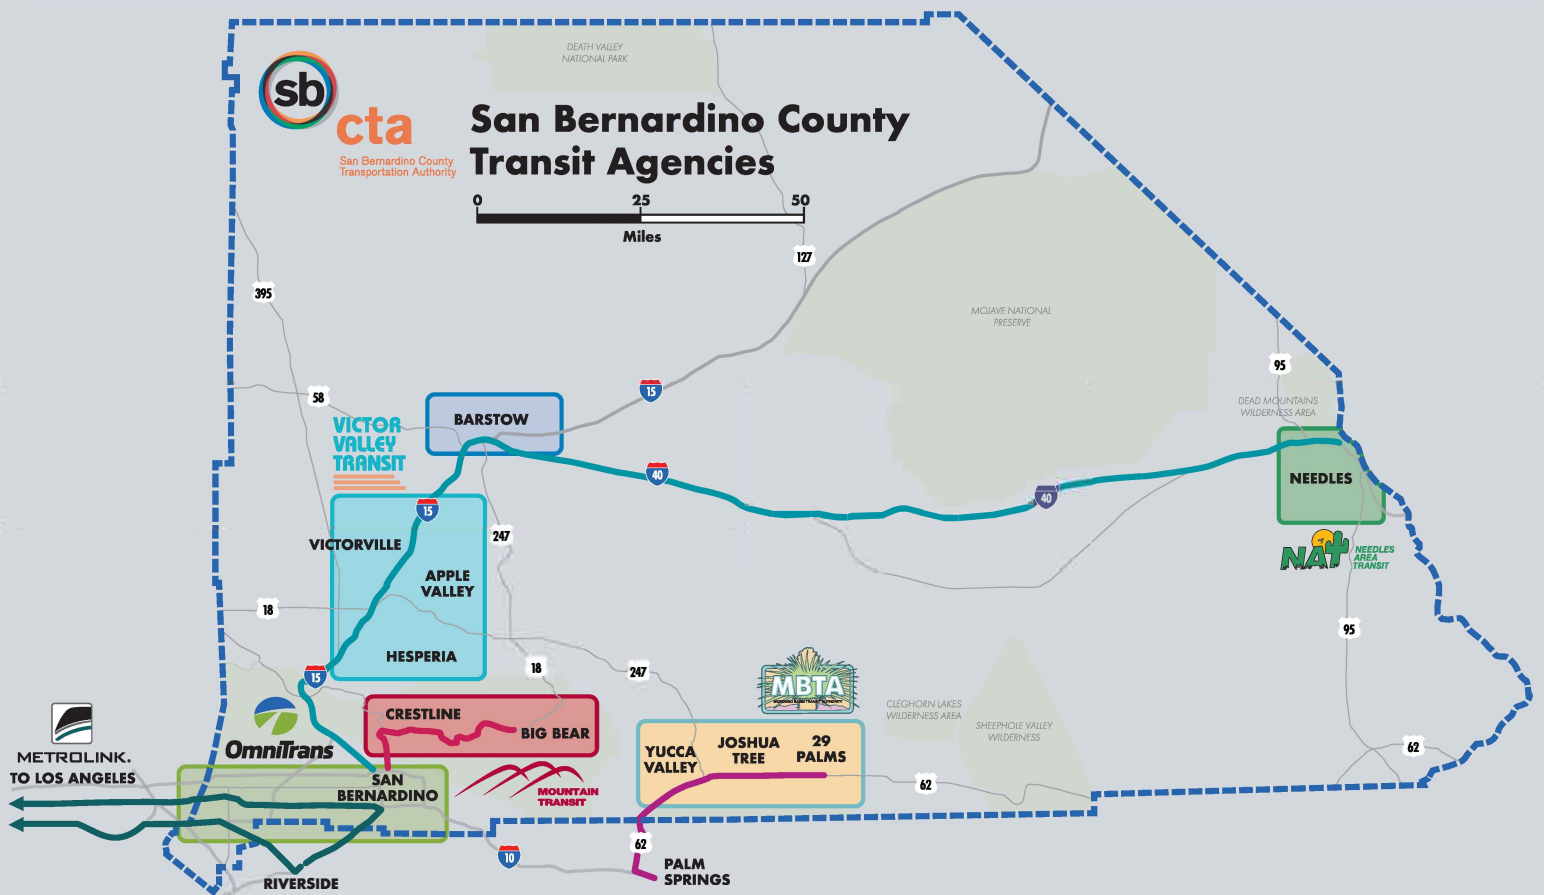 DEATH VALLEY
NATIONAL PARK
sb
cta
San Bernardino County
Transportation Authority
San Bernardino County
Transit Agencies
0 25 50
Miles
127
395
MOJAVE NATIONAL
PRESERVE
95
15
58
DEAD MOUNTAINS
WILDERNESS AREA
VICTOR
VALLEY
TRANSIT
BARSTOW
40
40
NEEDLES
15
247
VICTORVILLE
NAT
NEEDLES
AREA
TRANSIT
APPLE
VALLEY
18
95
HESPERIA
18
247
15
MBTA
CLEGHORN LAKES
WILDERNESS AREA
SHEEPHOLE VALLEY
WILDERNESS
CRESTLINE
BIG BEAR
OmniTrans
METROLINK.
TO LOS ANGELES
YUCCA
VALLEY
JOSHUA
TREE
29
PALMS
62
62
SAN
BERNARDINO
MOUNTAIN
TRANSIT
62
10
PALM
SPRINGS
RIVERSIDE